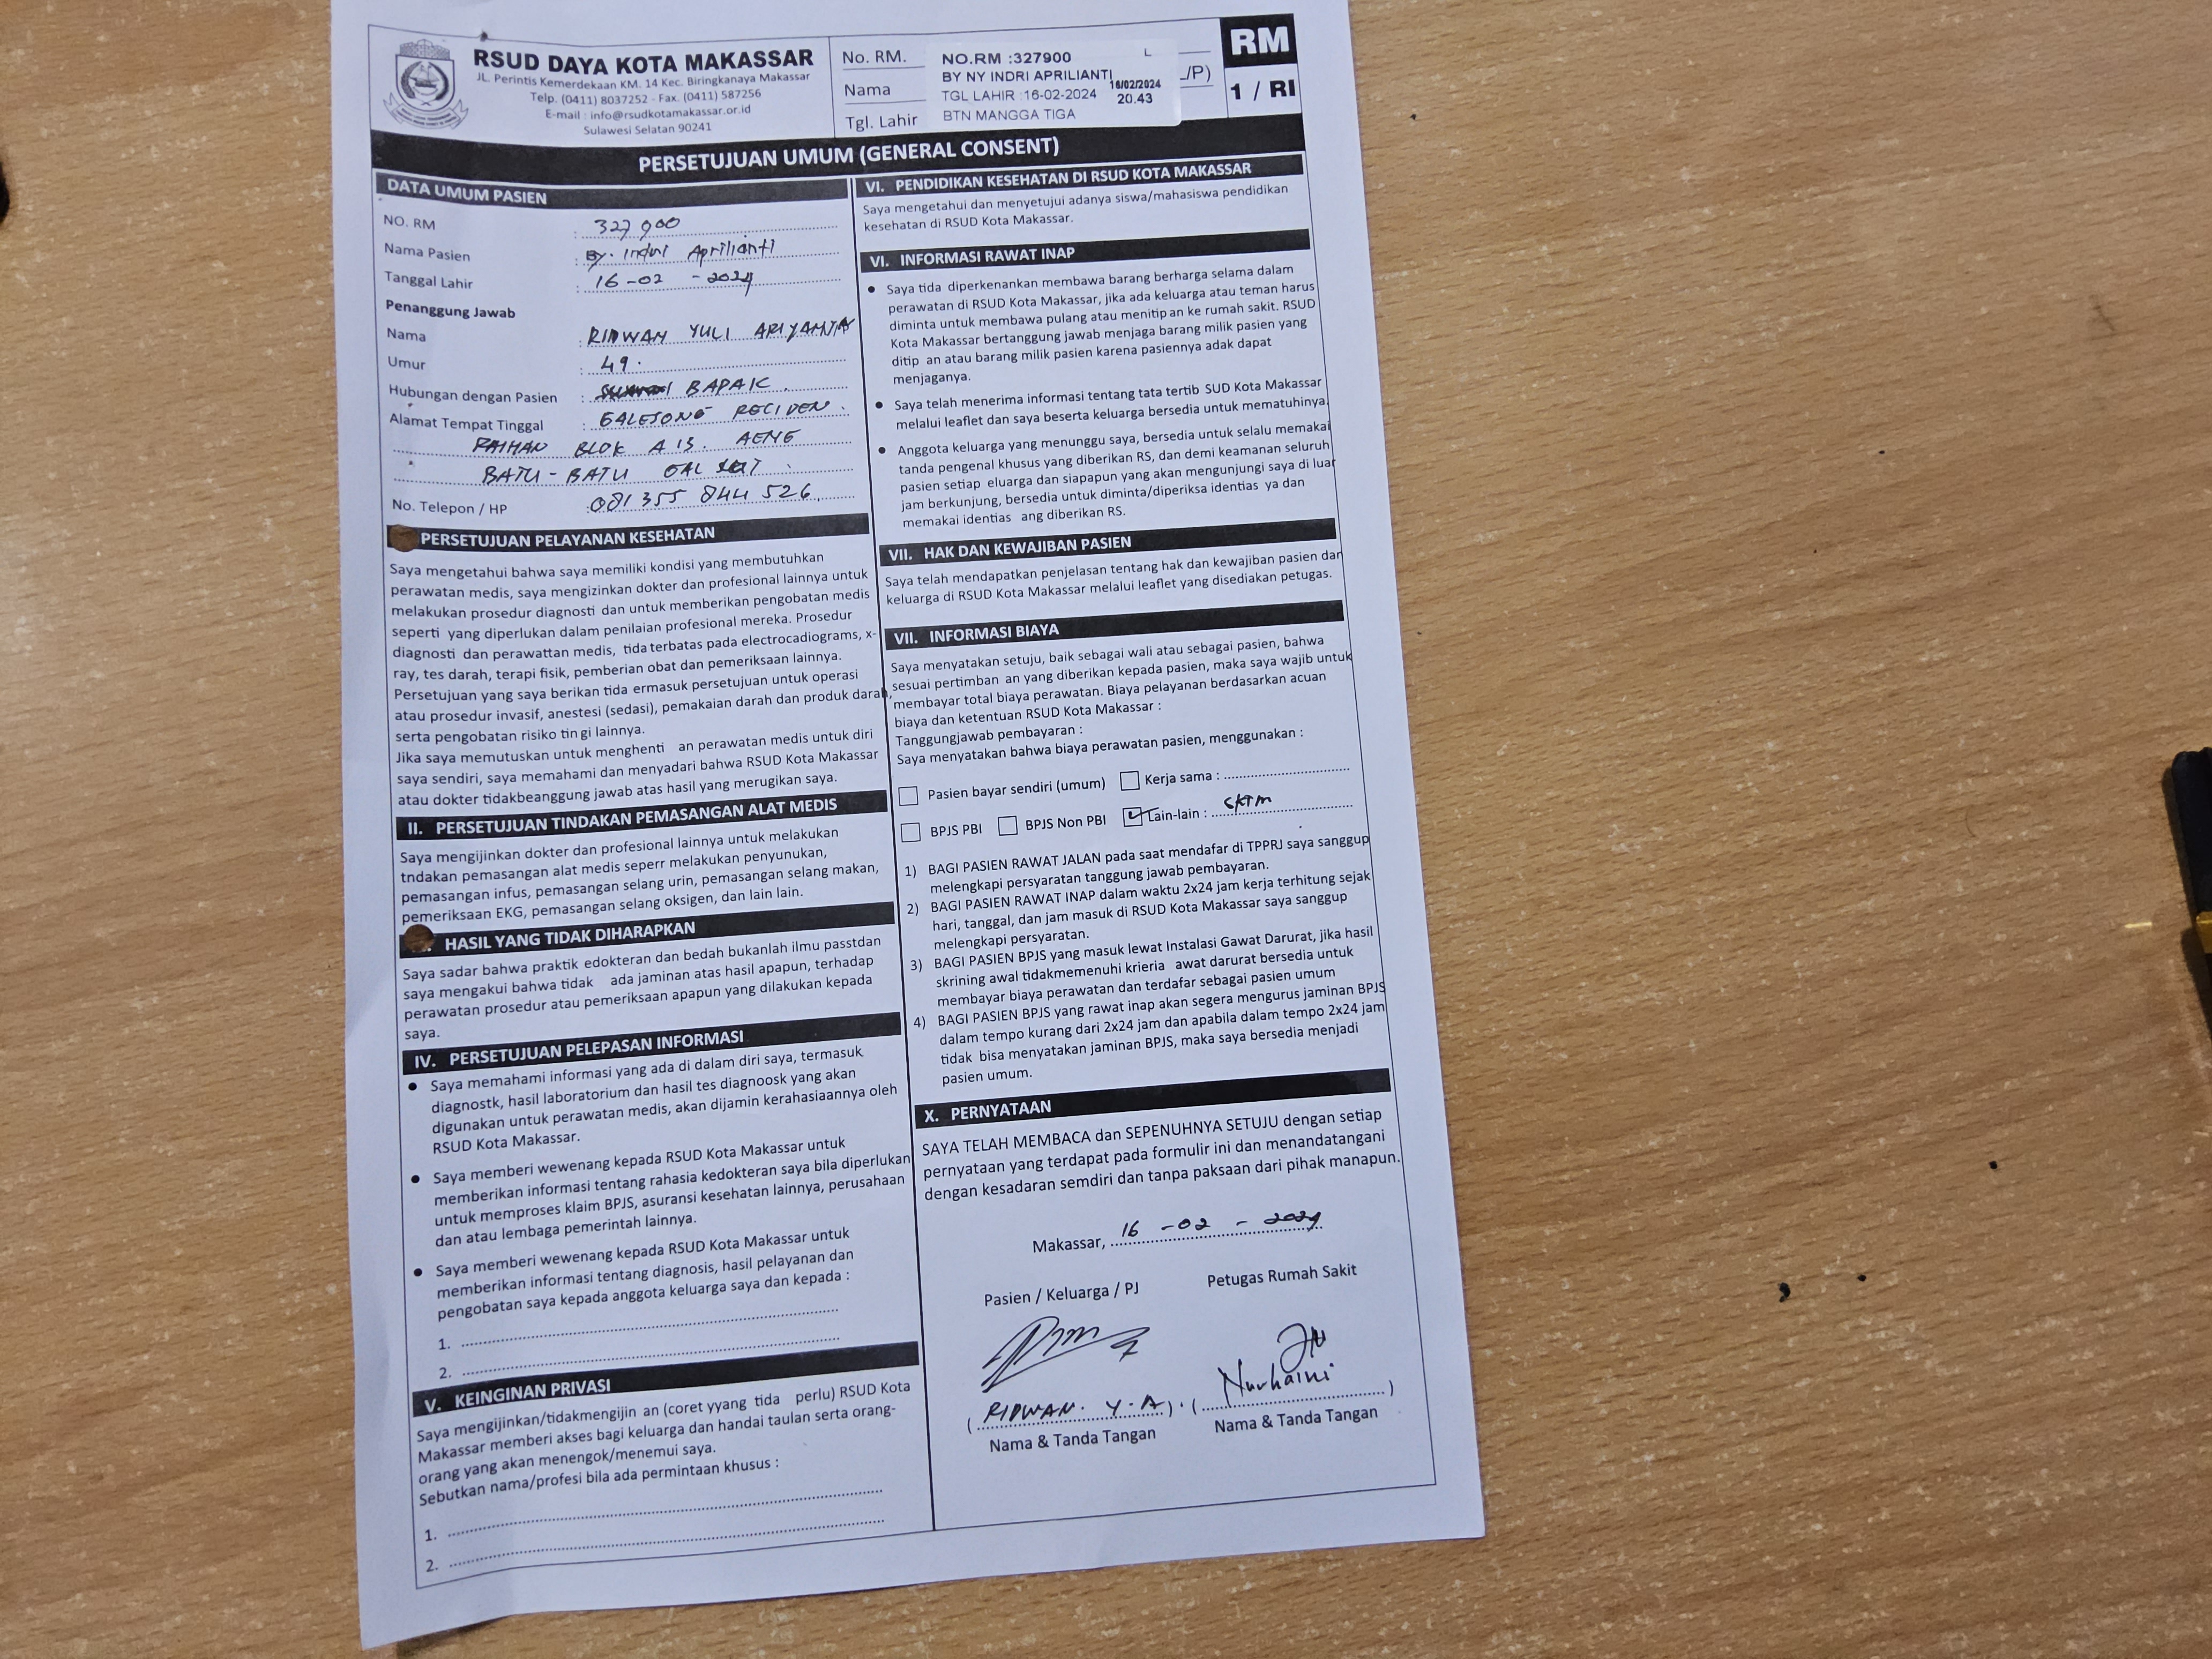 RSUD DAYA KOTA MAKASSAR
JL. Perintis Kemerdekaan KM. 14 Kec. Biringkanaya Makassar
Telp. (0411) 8037252 - Fax. (0411) 587256
E-mail : info@rsudkotamakassar.or.id
Sulawesi Selatan 90241
No. RM.
Nama
Tgl. Lahir
NO.RM :327900 L
BY NY INDRI APRILIANTI
TGL LAHIR :16-02-2024 16/02/2024
20.43
BTN MANGGA TIGA
/P)
RM
1 / RI
PERSETUJUAN UMUM (GENERAL CONSENT)
DATA UMUM PASIEN
NO. RM : 327900
Nama Pasien : By. Indri Aprilianti
Tanggal Lahir : 16-02-2024
Penanggung Jawab
Nama : RIDWAN YULI ARIYANTA
Umur : 49.
Hubungan dengan Pasien : BAPAK
Alamat Tempat Tinggal :
BLOK A 13.
BATU-BATU
No. Telepon / HP : 081 355 044 526
PERSETUJUAN PELAYANAN KESEHATAN
Saya mengetahui bahwa saya memiliki kondisi yang membutuhkan
perawatan medis, saya mengizinkan dokter dan profesional lainnya untuk
melakukan prosedur diagnosti dan untuk memberikan pengobatan medis
seperti yang diperlukan dalam penilaian profesional mereka. Prosedur
diagnosti dan perawattan medis, tida terbatas pada electrocadiograms, x-
ray, tes darah, terapi fisik, pemberian obat dan pemeriksaan lainnya.
Persetujuan yang saya berikan tida ermasuk persetujuan untuk operasi
atau prosedur invasif, anestesi (sedasi), pemakaian darah dan produk darah,
serta pengobatan risiko tin gi lainnya.
Jika saya memutuskan untuk menghenti an perawatan medis untuk diri
saya sendiri, saya memahami dan menyadari bahwa RSUD Kota Makassar
atau dokter tidakbeanggung jawab atas hasil yang merugikan saya.
II. PERSETUJUAN TINDAKAN PEMASANGAN ALAT MEDIS
Saya mengijinkan dokter dan profesional lainnya untuk melakukan
tndakan pemasangan alat medis seperr melakukan penyunukan,
pemasangan infus, pemasangan selang urin, pemasangan selang makan,
pemeriksaan EKG, pemasangan selang oksigen, dan lain lain.
HASIL YANG TIDAK DIHARAPKAN
Saya sadar bahwa praktik edokteran dan bedah bukanlah ilmu passtdan
saya mengakui bahwa tidak ada jaminan atas hasil apapun, terhadap
perawatan prosedur atau pemeriksaan apapun yang dilakukan kepada
saya.
IV. PERSETUJUAN PELEPASAN INFORMASI
• Saya memahami informasi yang ada di dalam diri saya, termasuk
diagnostk, hasil laboratorium dan hasil tes diagnoosk yang akan
digunakan untuk perawatan medis, akan dijamin kerahasiaannya oleh
RSUD Kota Makassar.
• Saya memberi wewenang kepada RSUD Kota Makassar untuk
memberikan informasi tentang rahasia kedokteran saya bila diperlukan
untuk memproses klaim BPJS, asuransi kesehatan lainnya, perusahaan
dan atau lembaga pemerintah lainnya.
• Saya memberi wewenang kepada RSUD Kota Makassar untuk
memberikan informasi tentang diagnosis, hasil pelayanan dan
pengobatan saya kepada anggota keluarga saya dan kepada :
1.
2.
V. KEINGINAN PRIVASI
Saya mengijinkan/tidakmengijin an (coret yyang tida perlu) RSUD Kota
Makassar memberi akses bagi keluarga dan handai taulan serta orang-
orang yang akan menengok/menemui saya.
Sebutkan nama/profesi bila ada permintaan khusus :
1.
2.
VI. PENDIDIKAN KESEHATAN DI RSUD KOTA MAKASSAR
Saya mengetahui dan menyetujui adanya siswa/mahasiswa pendidikan
kesehatan di RSUD Kota Makassar.
VI. INFORMASI RAWAT INAP
• Saya tida diperkenankan membawa barang berharga selama dalam
perawatan di RSUD Kota Makassar, jika ada keluarga atau teman harus
diminta untuk membawa pulang atau menitip an ke rumah sakit. RSUD
Kota Makassar bertanggung jawab menjaga barang milik pasien yang
ditip an atau barang milik pasien karena pasiennya adak dapat
menjaganya.
• Saya telah menerima informasi tentang tata tertib SUD Kota Makassar
melalui leaflet dan saya beserta keluarga bersedia untuk mematuhinya
• Anggota keluarga yang menunggu saya, bersedia untuk selalu memakai
tanda pengenal khusus yang diberikan RS, dan demi keamanan seluruh
pasien setiap eluarga dan siapapun yang akan mengunjungi saya di luar
jam berkunjung, bersedia untuk diminta/diperiksa identias ya dan
memakai identias ang diberikan RS.
VII. HAK DAN KEWAJIBAN PASIEN
Saya telah mendapatkan penjelasan tentang hak dan kewajiban pasien dan
keluarga di RSUD Kota Makassar melalui leaflet yang disediakan petugas.
VII. INFORMASI BIAYA
Saya menyatakan setuju, baik sebagai wali atau sebagai pasien, bahwa
sesuai pertimban an yang diberikan kepada pasien, maka saya wajib untuk
membayar total biaya perawatan. Biaya pelayanan berdasarkan acuan
biaya dan ketentuan RSUD Kota Makassar :
Tanggungjawab pembayaran :
Saya menyatakan bahwa biaya perawatan pasien, menggunakan :
Pasien bayar sendiri (umum) Kerja sama :
BPJS PBI BPJS Non PBI Lain-lain : SKTM
1) BAGI PASIEN RAWAT JALAN pada saat mendafar di TPPRJ saya sanggup
melengkapi persyaratan tanggung jawab pembayaran.
2) BAGI PASIEN RAWAT INAP dalam waktu 2x24 jam kerja terhitung sejak
hari, tanggal, dan jam masuk di RSUD Kota Makassar saya sanggup
melengkapi persyaratan.
3) BAGI PASIEN BPJS yang masuk lewat Instalasi Gawat Darurat, jika hasil
skrining awal tidakmemenuhi krieria awat darurat bersedia untuk
membayar biaya perawatan dan terdafar sebagai pasien umum
4) BAGI PASIEN BPJS yang rawat inap akan segera mengurus jaminan BPJS
dalam tempo kurang dari 2x24 jam dan apabila dalam tempo 2x24 jam
tidak bisa menyatakan jaminan BPJS, maka saya bersedia menjadi
pasien umum.
X. PERNYATAAN
SAYA TELAH MEMBACA dan SEPENUHNYA SETUJU dengan setiap
pernyataan yang terdapat pada formulir ini dan menandatangani
dengan kesadaran semdiri dan tanpa paksaan dari pihak manapun.
Makassar, 16-02-2024
Pasien / Keluarga / PJ Petugas Rumah Sakit
(RIDWAN. Y. A) (Nurhaini)
Nama & Tanda Tangan Nama & Tanda Tangan